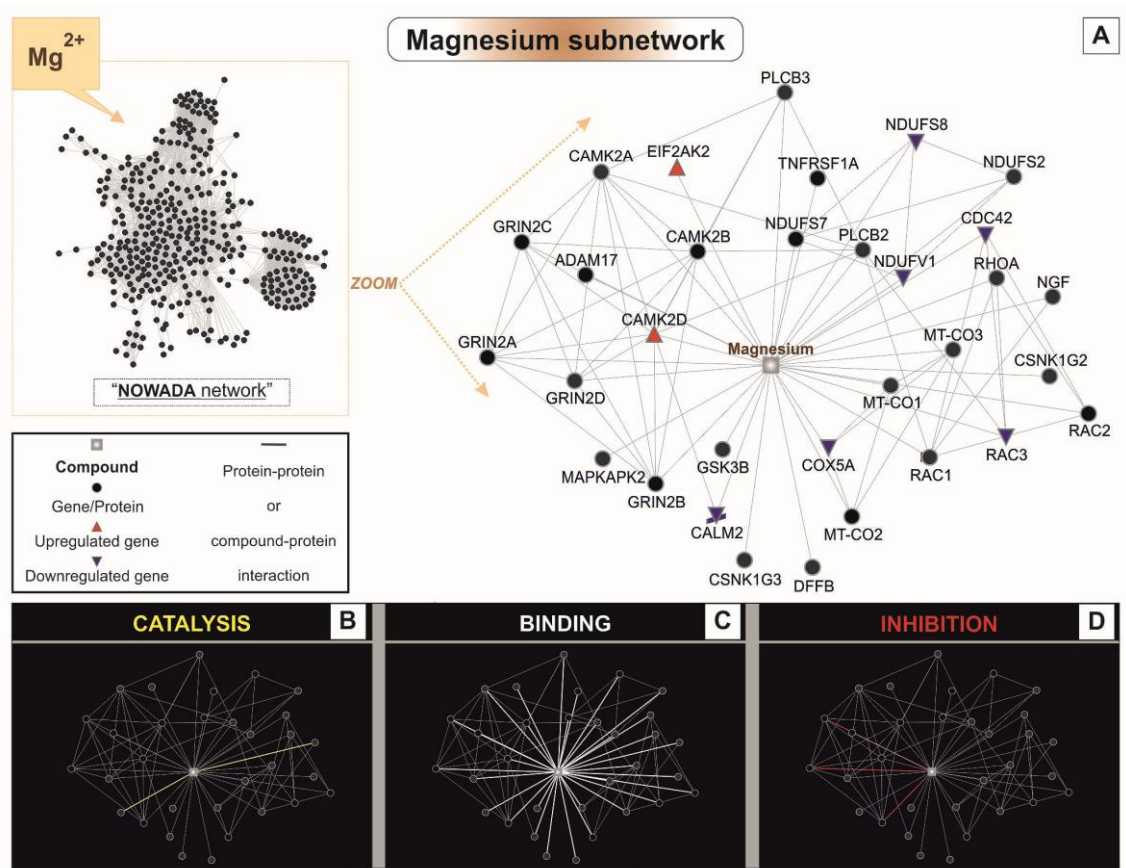 Mg2+
Magnesium subnetwork
A
"NOWADA network"
ZOOM
PLCB3
NDUFS8
CAMK2A
EIF2AK2
TNFRSF1A
NDUFS2
GRIN2C
CAMK2B
NDUFS7
PLCB2
CDC42
ADAM17
NDUFV1
RHOA
NGF
CAMK2D
GRIN2A
Magnesium
MT-CO3
CSNK1G2
GRIN2D
MT-CO1
RAC2
MAPKAPK2
GSK3B
COX5A
RAC1
RAC3
GRIN2B
CALM2
MT-CO2
CSNK1G3
DFFB
Compound
Gene/Protein
Upregulated gene
Downregulated gene
Protein-protein
or
compound-protein
interaction
CATALYSIS
B
BINDING
C
INHIBITION
D